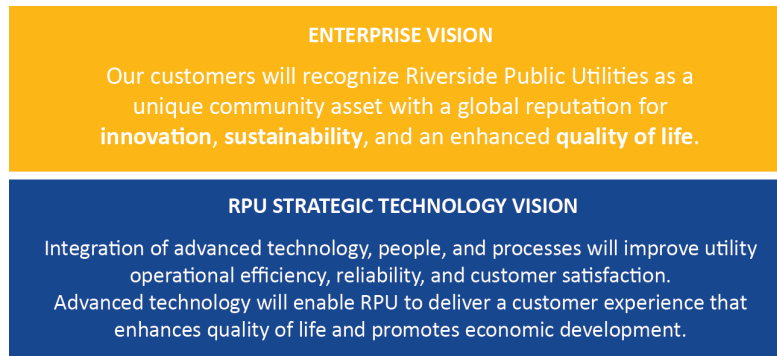 ENTERPRISE VISION
Our customers will recognize Riverside Public Utilities as a
unique community asset with a global reputation for
innovation, sustainability, and an enhanced quality of life.
RPU STRATEGIC TECHNOLOGY VISION
Integration of advanced technology, people, and processes will improve utility
operational efficiency, reliability, and customer satisfaction.
Advanced technology will enable RPU to deliver a customer experience that
enhances quality of life and promotes economic development.